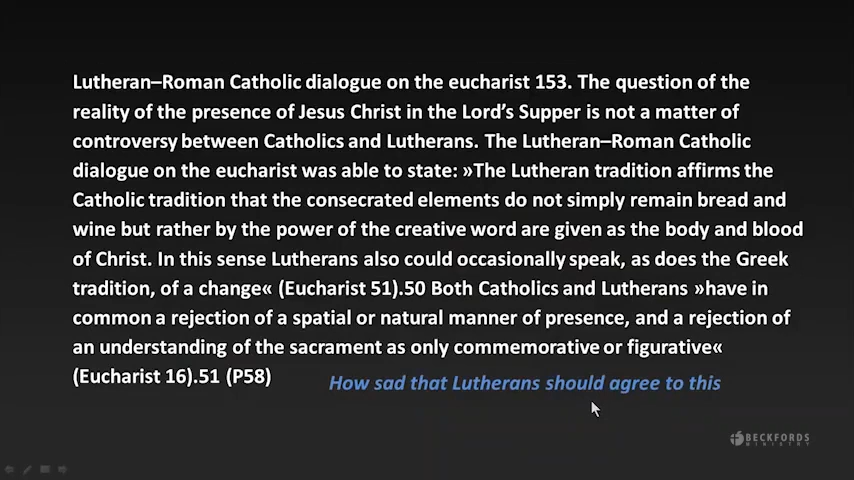 Lutheran–Roman Catholic dialogue on the eucharist 153. The question of the
reality of the presence of Jesus Christ in the Lord's Supper is not a matter of
controversy between Catholics and Lutherans. The Lutheran–Roman Catholic
dialogue on the eucharist was able to state: »The Lutheran tradition affirms the
Catholic tradition that the consecrated elements do not simply remain bread and
wine but rather by the power of the creative word are given as the body and blood
of Christ. In this sense Lutherans also could occasionally speak, as does the Greek
tradition, of a change« (Eucharist 51).50 Both Catholics and Lutherans »have in
common a rejection of a spatial or natural manner of presence, and a rejection of
an understanding of the sacrament as only commemorative or figurative«
(Eucharist 16).51 (P58)
How sad that Lutherans should agree to this
BECKFORDS
MINISTRY